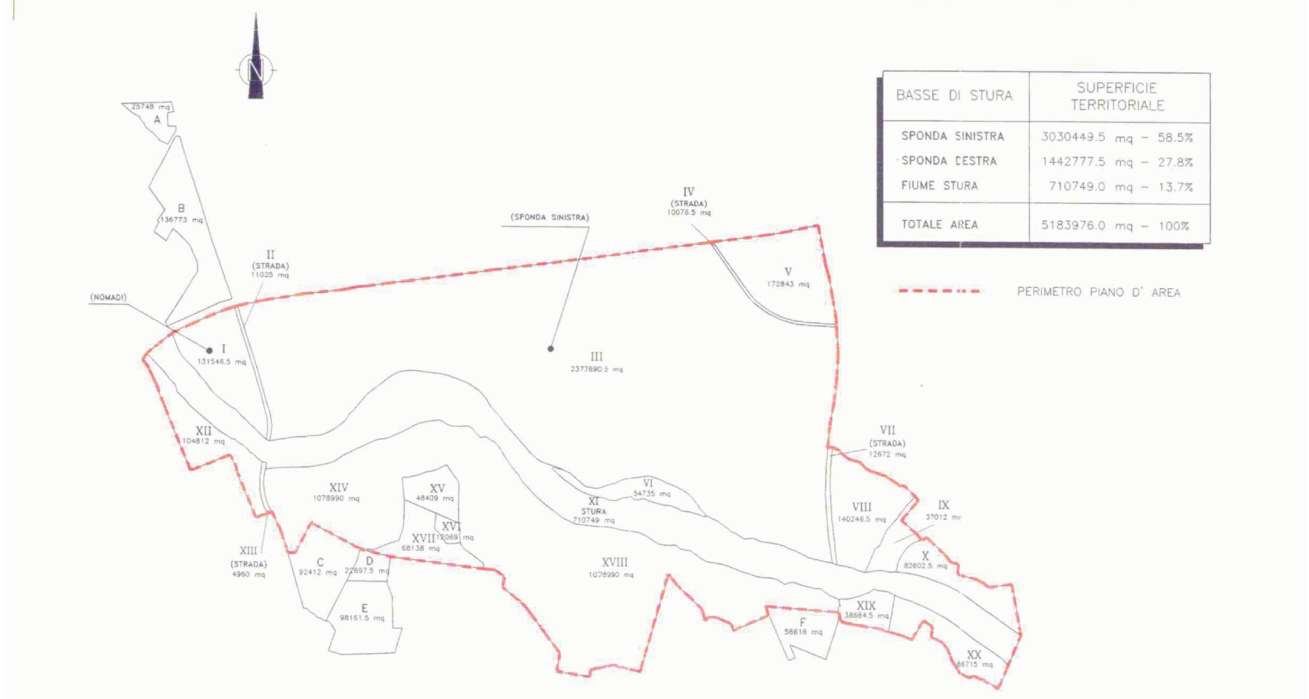 N
25748 mq
A
B
136773 mq
II
(STRADA)
11025 mq
(NOMADI)
I
131546.5 mq
(SPONDA SINISTRA)
IV
(STRADA)
10076.5 mq
V
172843 mq
III
2377690.5 mq
BASSE DI STURA
SUPERFICIE
TERRITORIALE
SPONDA SINISTRA 3030449.5 mq - 58.5%
SPONDA DESTRA 1442777.5 mq - 27.8%
FIUME STURA 710749.0 mq - 13.7%
TOTALE AREA 5183976.0 mq - 100%
PERIMETRO PIANO D' AREA
XII
104812 mq
XIV
1078990 mq
XV
48409 mq
XVI
12069 mq
XVII
68138 mq
VI
54735 mq
XI
STURA
710749 mq
VII
(STRADA)
12672 mq
VIII
140246.5 mq
IX
37012 mr
X
82602.5 mq
XIII
(STRADA)
4960 mq
C
92412 mq
D
22697.5 mq
E
98161.5 mq
XVIII
1078990 mq
F
58616 mq
XIX
38684.5 mq
XX
86715 mq